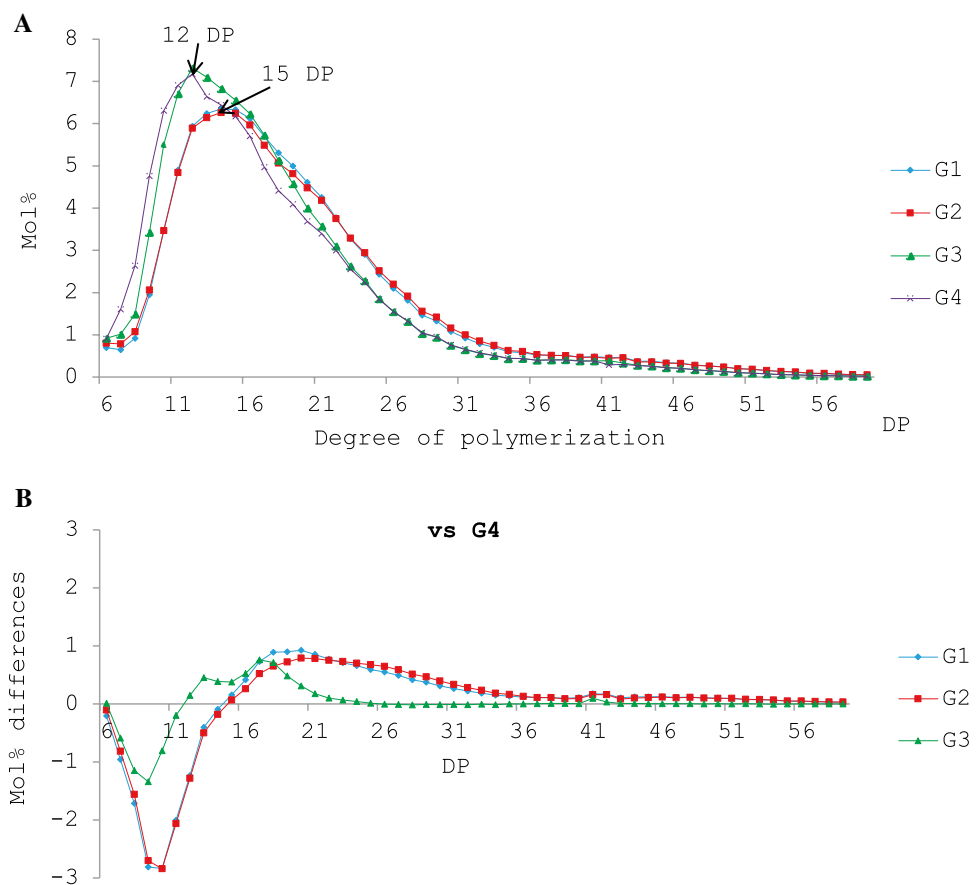 A
12 DP
15 DP
8
7
6
5
4
3
2
1
0
Mol%
6 11 16 21 26 31 36 41 46 51 56
Degree of polymerization
DP
G1
G2
G3
G4
B
vs G4
3
2
1
0
-1
-2
-3
Mol% differences
6 11 16 21 26 31 36 41 46 51 56
DP
G1
G2
G3